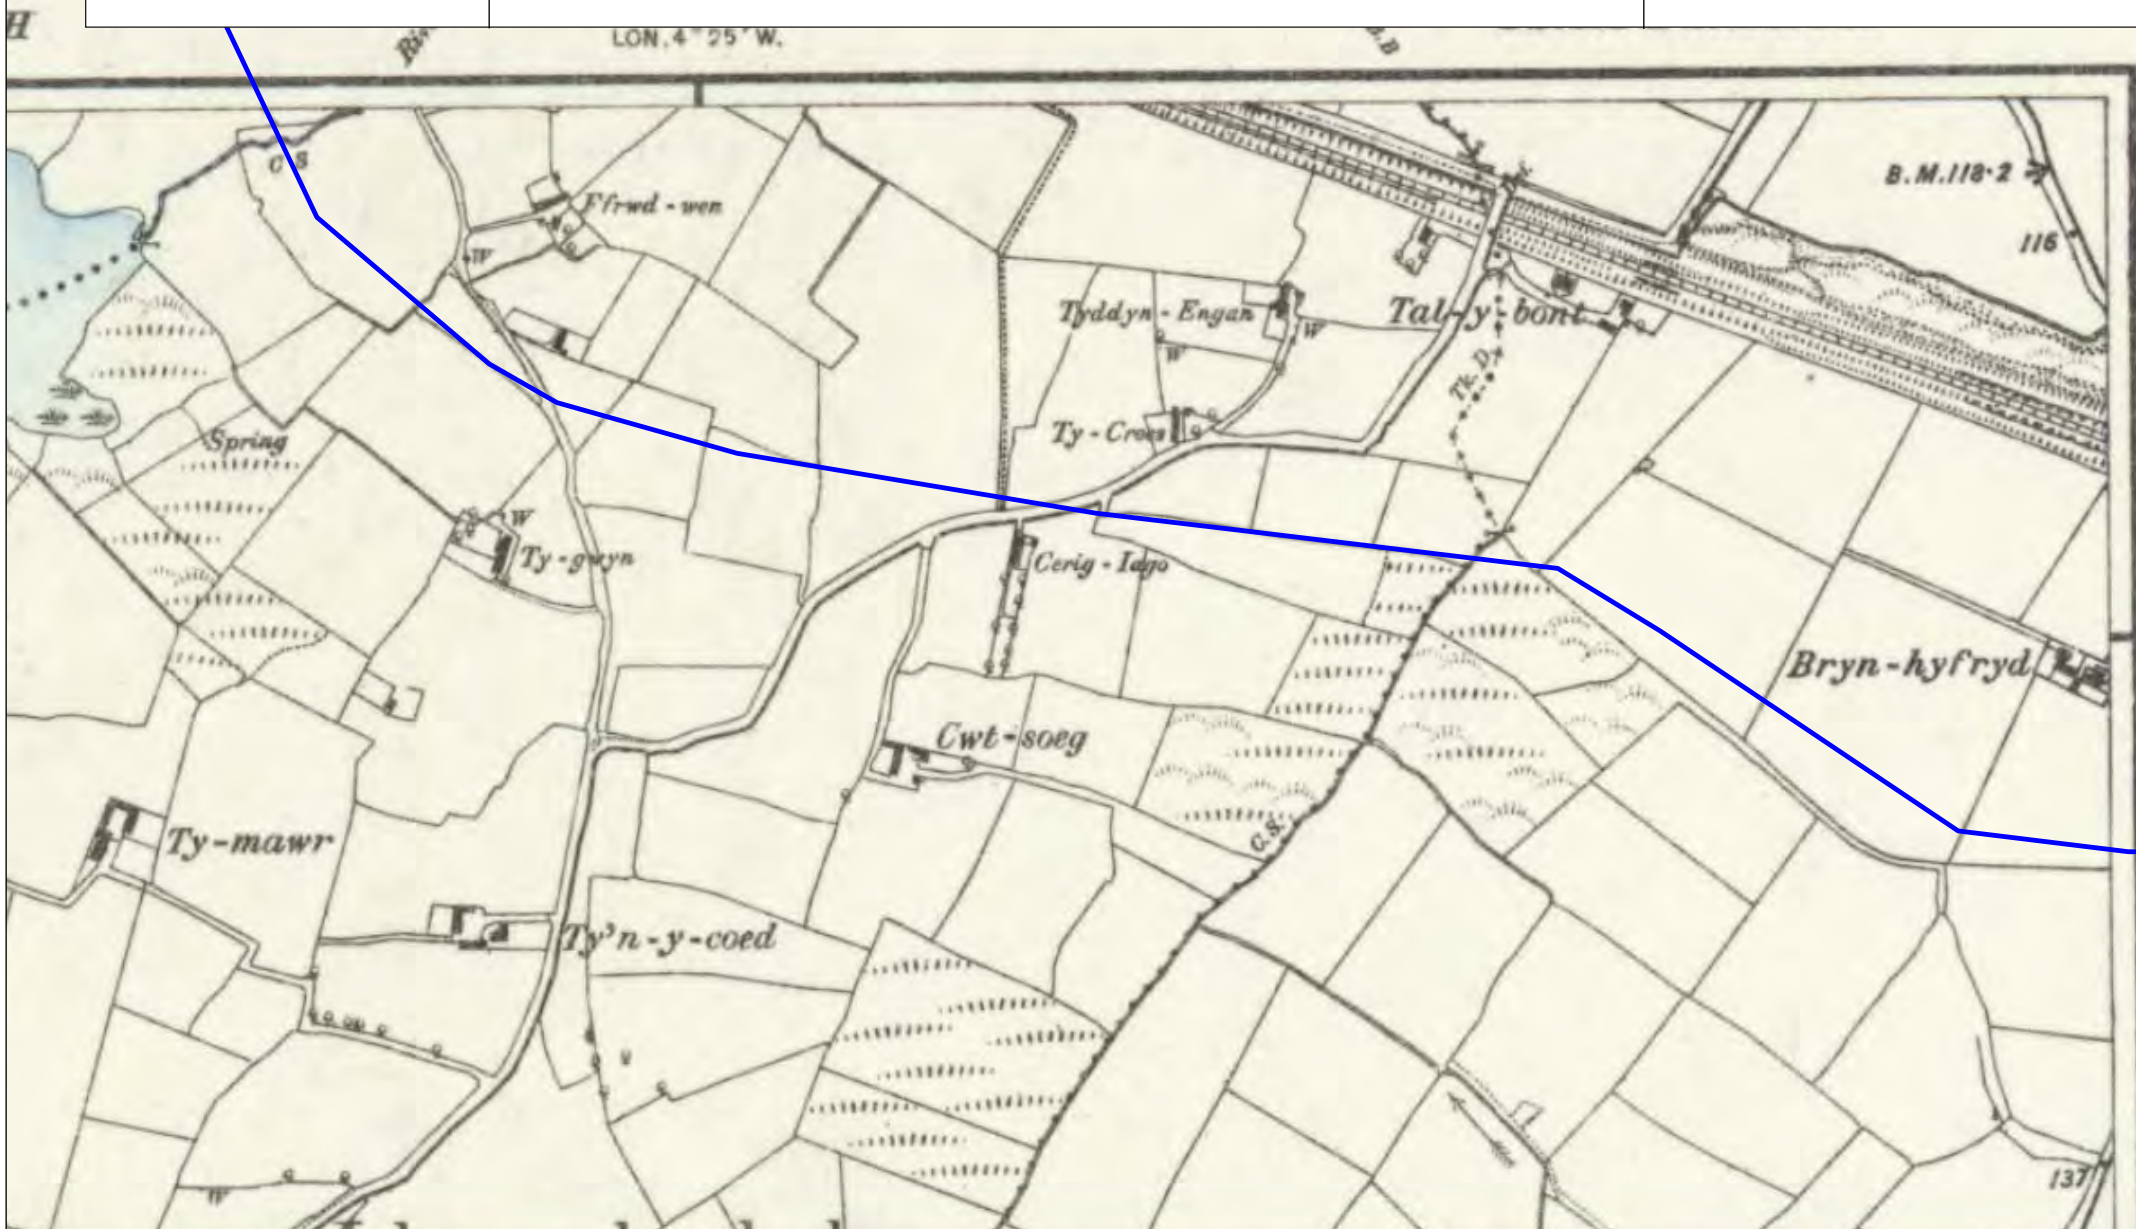 H
LON. 4° 25' W.
C S
Ffrwd-wen
W
B.M.118·2
116
Tyddyn-Engan
W
W
Tal-y-bont
Tk. D.
Ty-Croes
Spring
W
Ty-gwyn
Cerig-Iago
Bryn-hyfryd
Cwt-soeg
C.S.
Ty-mawr
Ty'n-y-coed
137
W